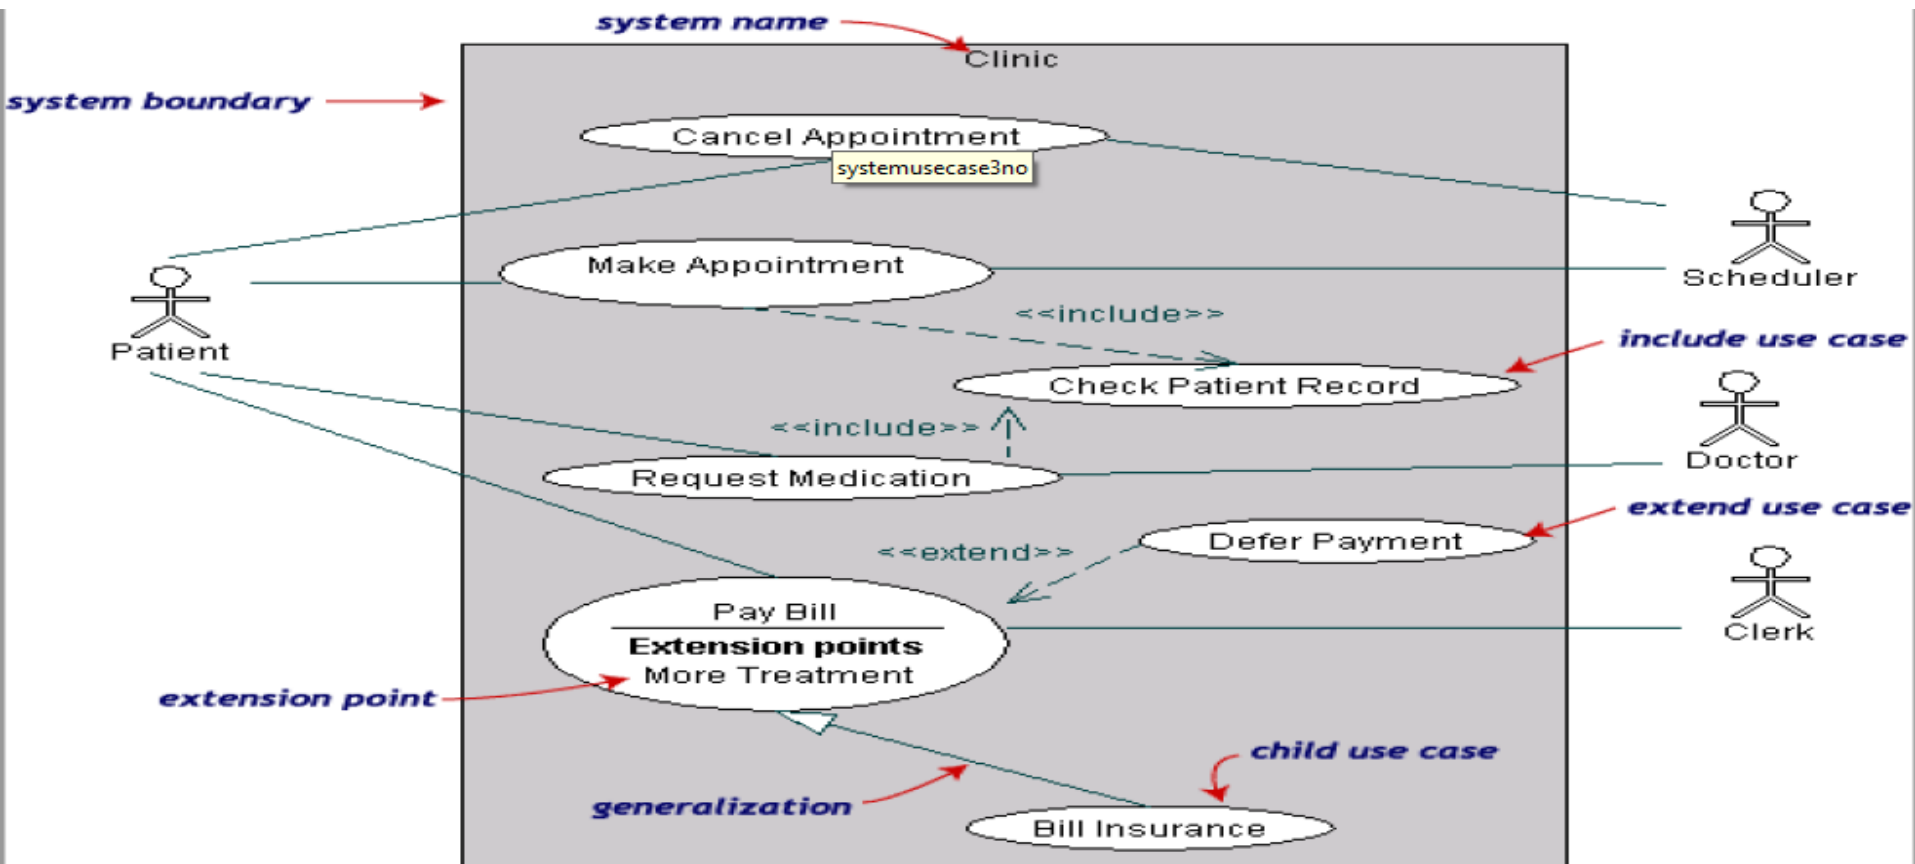 system name
Clinic
system boundary
Cancel Appointment
systemusecase3no
Make Appointment
Scheduler
<<include>>
include use case
Patient
Check Patient Record
<<include>>
Doctor
Request Medication
extend use case
Defer Payment
<<extend>>
Pay Bill
Clerk
Extension points
More Treatment
extension point
child use case
generalization
Bill Insurance